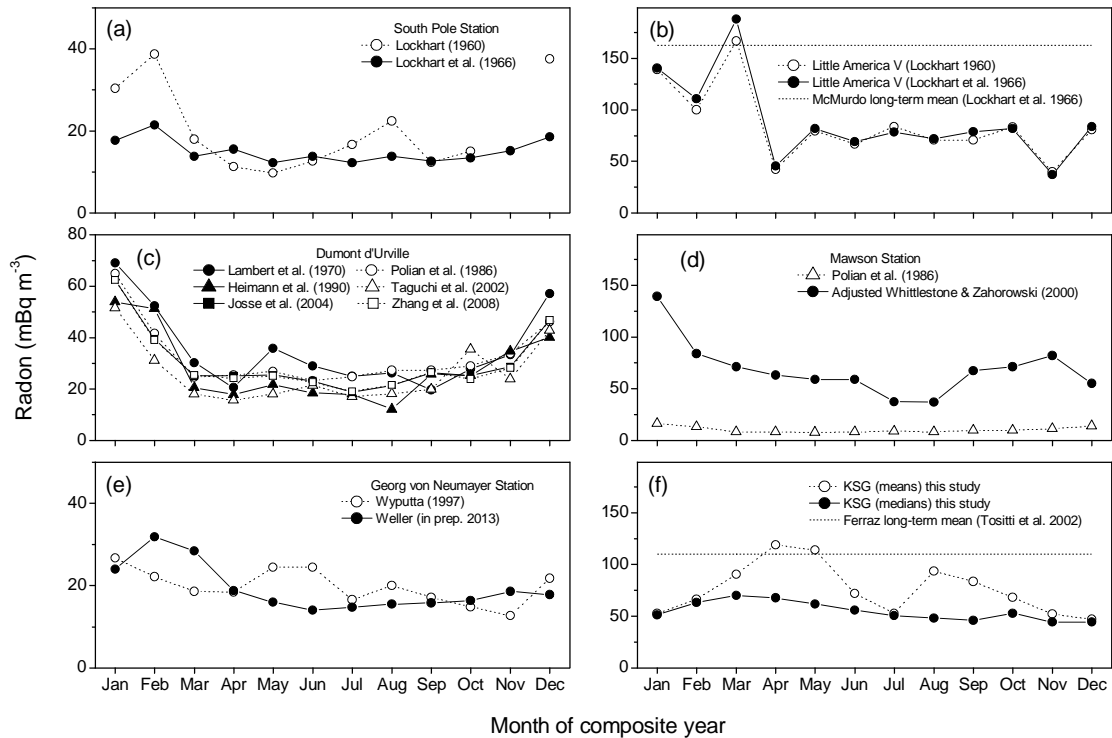 (a)
South Pole Station
Lockhart (1960)
Lockhart et al. (1966)
40
20
0
(b)
Little America V (Lockhart 1960)
Little America V (Lockhart et al. 1966)
McMurdo long-term mean (Lockhart et al. 1966)
150
100
50
0
(c)
Dumont d'Urville
Lambert et al. (1970)
Polian et al. (1986)
Heimann et al. (1990)
Taguchi et al. (2002)
Josse et al. (2004)
Zhang et al. (2008)
80
60
40
20
0
Radon (mBq m⁻³)
(d)
Mawson Station
Polian et al. (1986)
Adjusted Whittlestone & Zahorowski (2000)
150
100
50
0
(e)
Georg von Neumayer Station
Wyputta (1997)
Weller (in prep. 2013)
40
20
0
Jan Feb Mar Apr May Jun Jul Aug Sep Oct Nov Dec
(f)
KSG (means) this study
KSG (medians) this study
Ferraz long-term mean (Tositti et al. 2002)
150
100
50
0
Jan Feb Mar Apr May Jun Jul Aug Sep Oct Nov Dec
Month of composite year